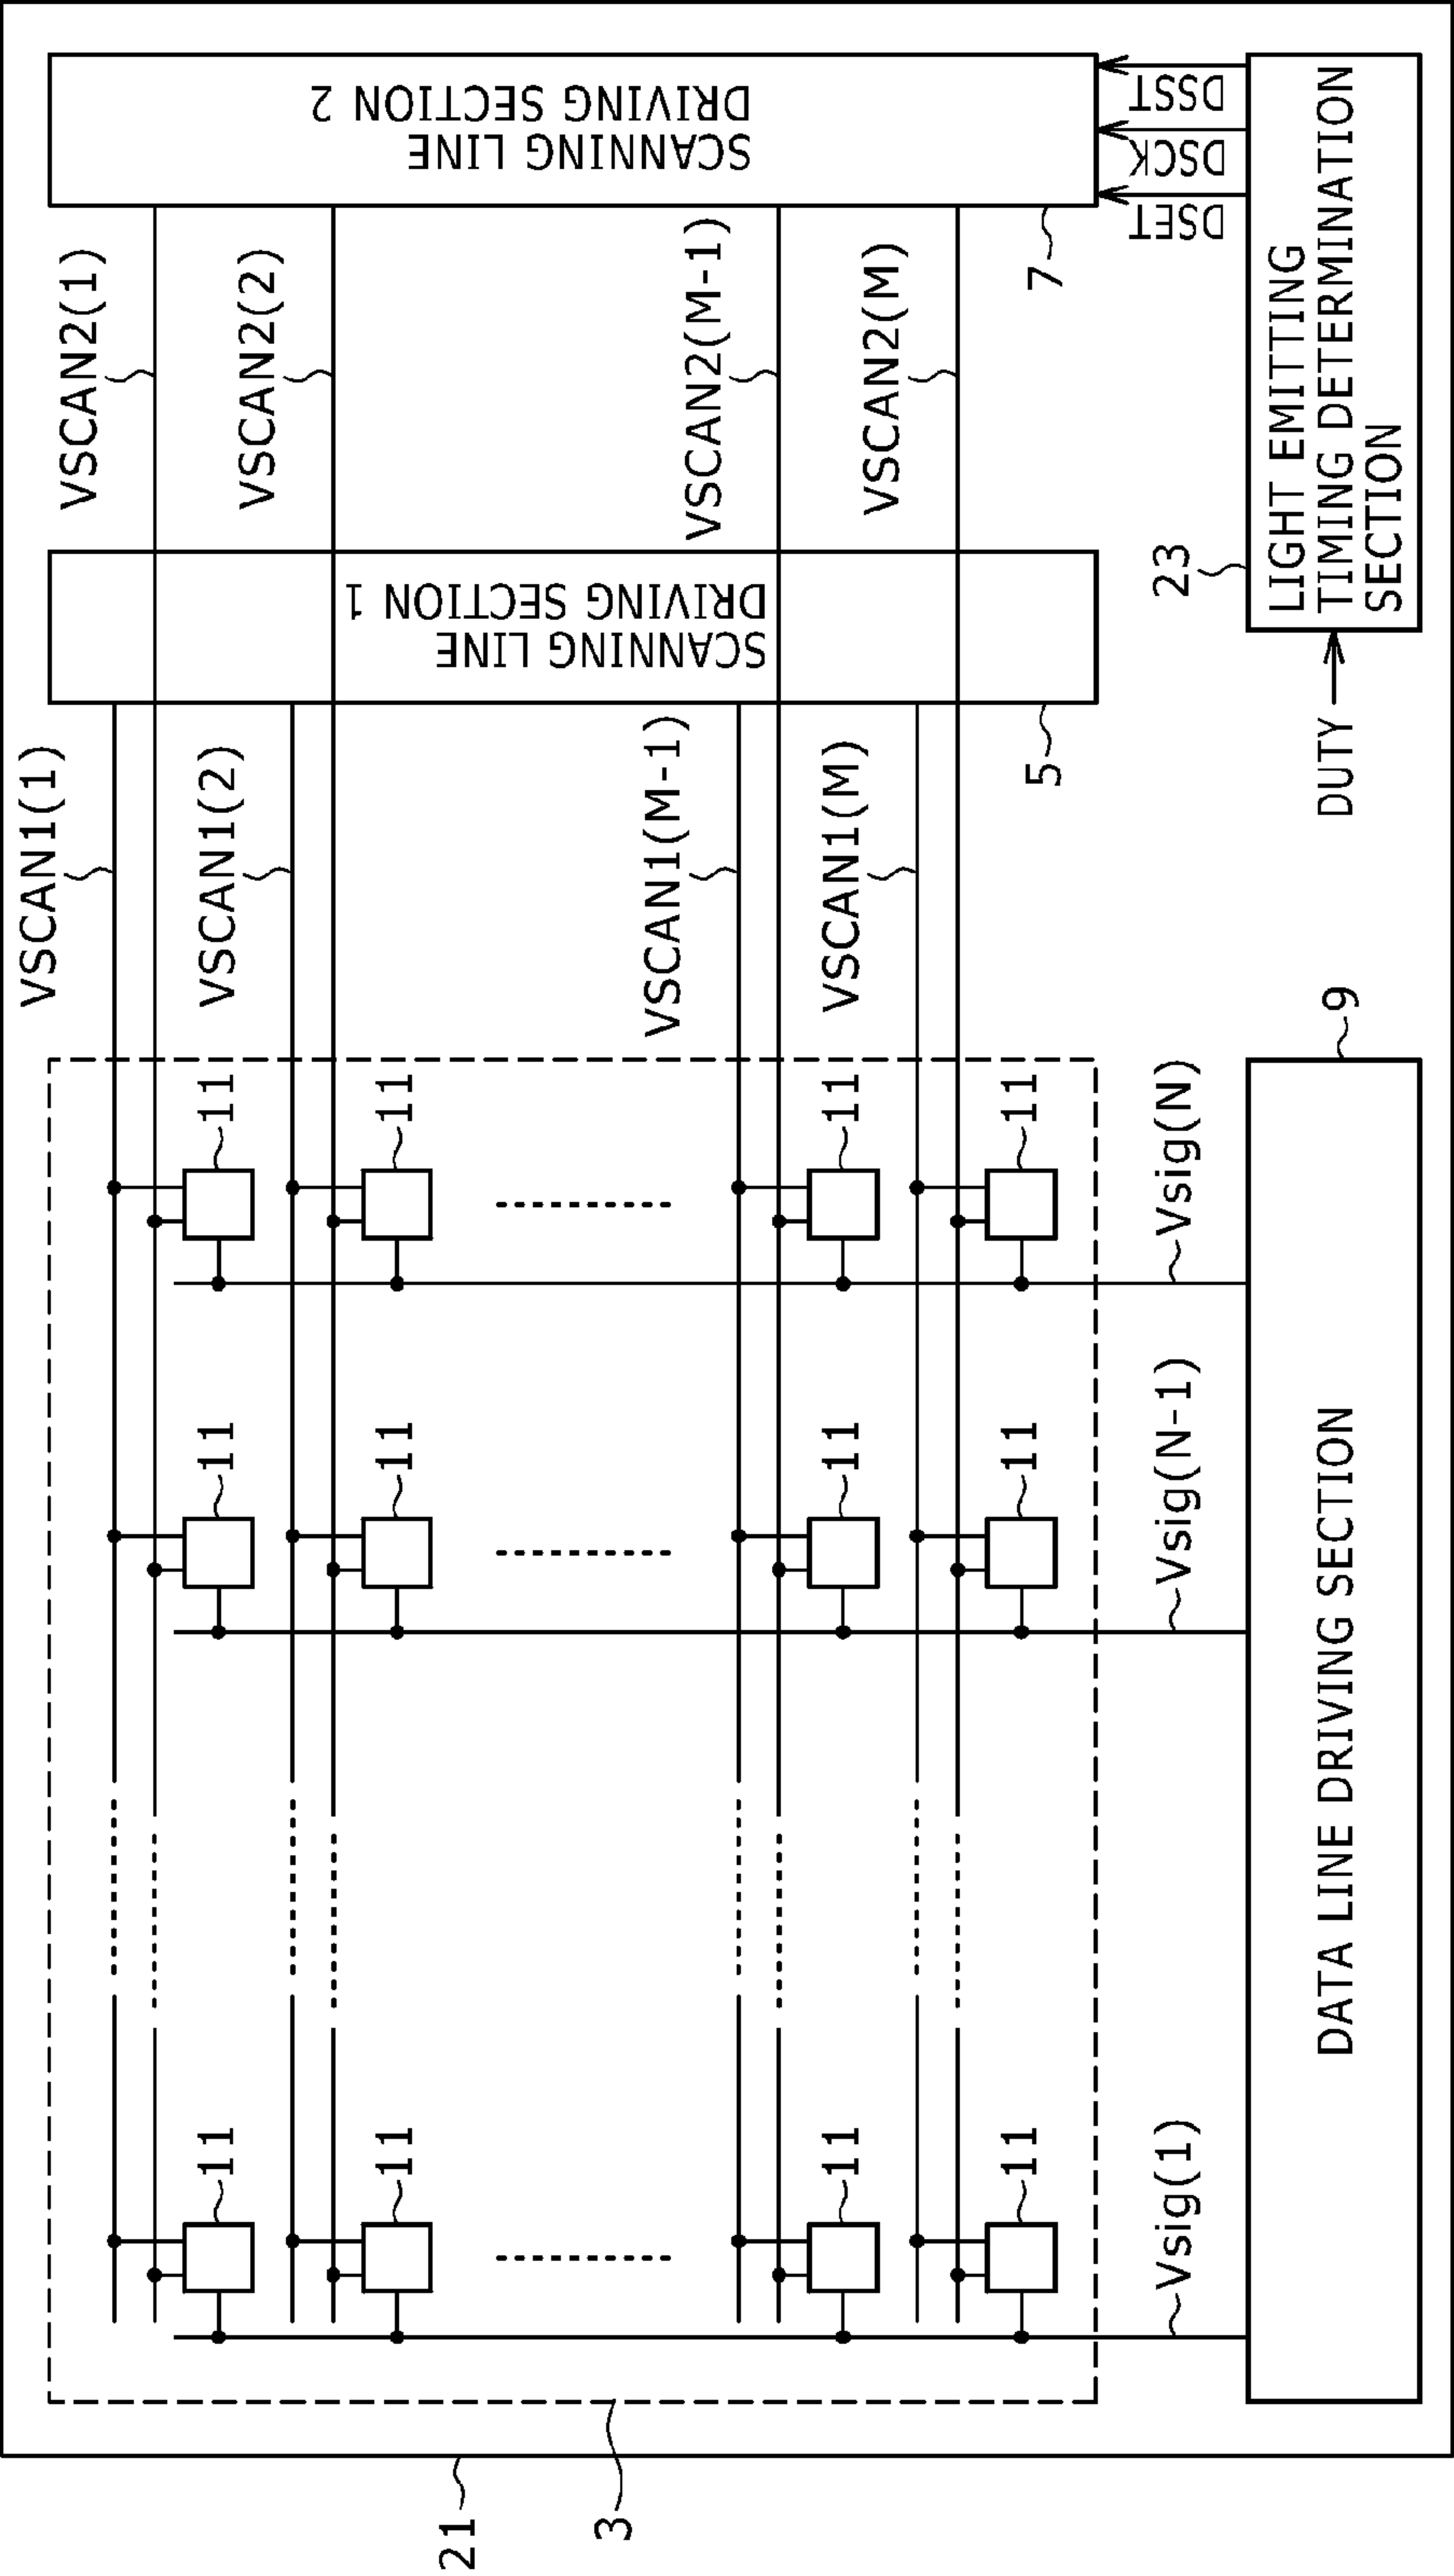 21
3
VSCAN1(1)
VSCAN2(1)
VSCAN1(2)
VSCAN2(2)
VSCAN1(M-1)
VSCAN2(M-1)
VSCAN1(M)
VSCAN2(M)
11
11
11
11
11
11
11
11
11
11
11
11
SCANNING LINE
DRIVING SECTION 1
5
SCANNING LINE
DRIVING SECTION 2
7
Vsig(1)
Vsig(N-1)
Vsig(N)
DSET
DSCK
DSST
DATA LINE DRIVING SECTION
9
DUTY
23
LIGHT EMITTING
TIMING DETERMINATION
SECTION